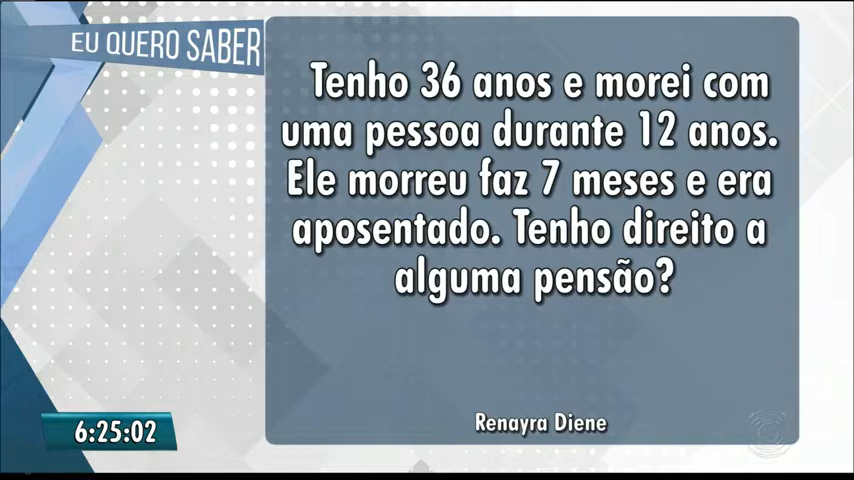 EU QUERO SABER
Tenho 36 anos e morei com
uma pessoa durante 12 anos.
Ele morreu faz 7 meses e era
aposentado. Tenho direito a
alguma pensão?
Renayra Diene
6:25:02